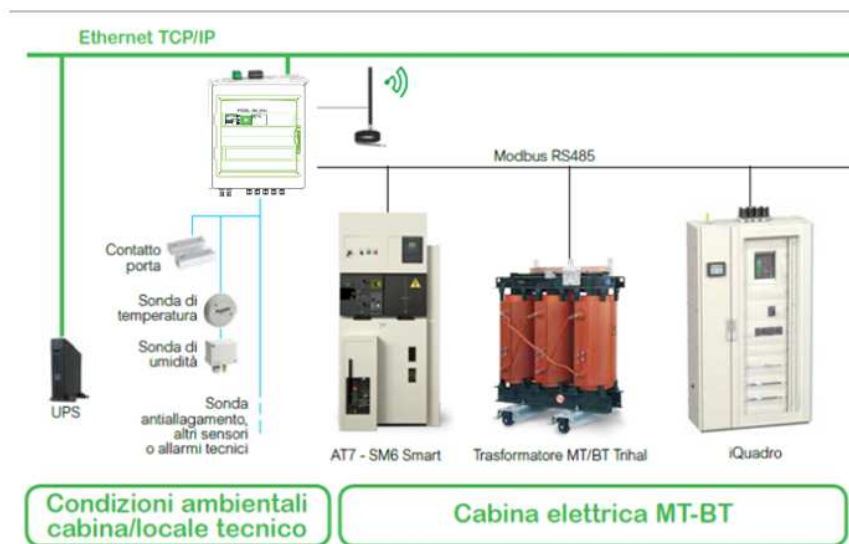 Ethernet TCP/IP
Modbus RS485
Contatto
porta
Sonda di
temperatura
Sonda di
umidità
UPS
Sonda
antiallagamento,
altri sensori
o allarmi tecnici
AT7 - SM6 Smart
Trasformatore MT/BT Trihal
iQuadro
Condizioni ambientali
cabina/locale tecnico
Cabina elettrica MT-BT